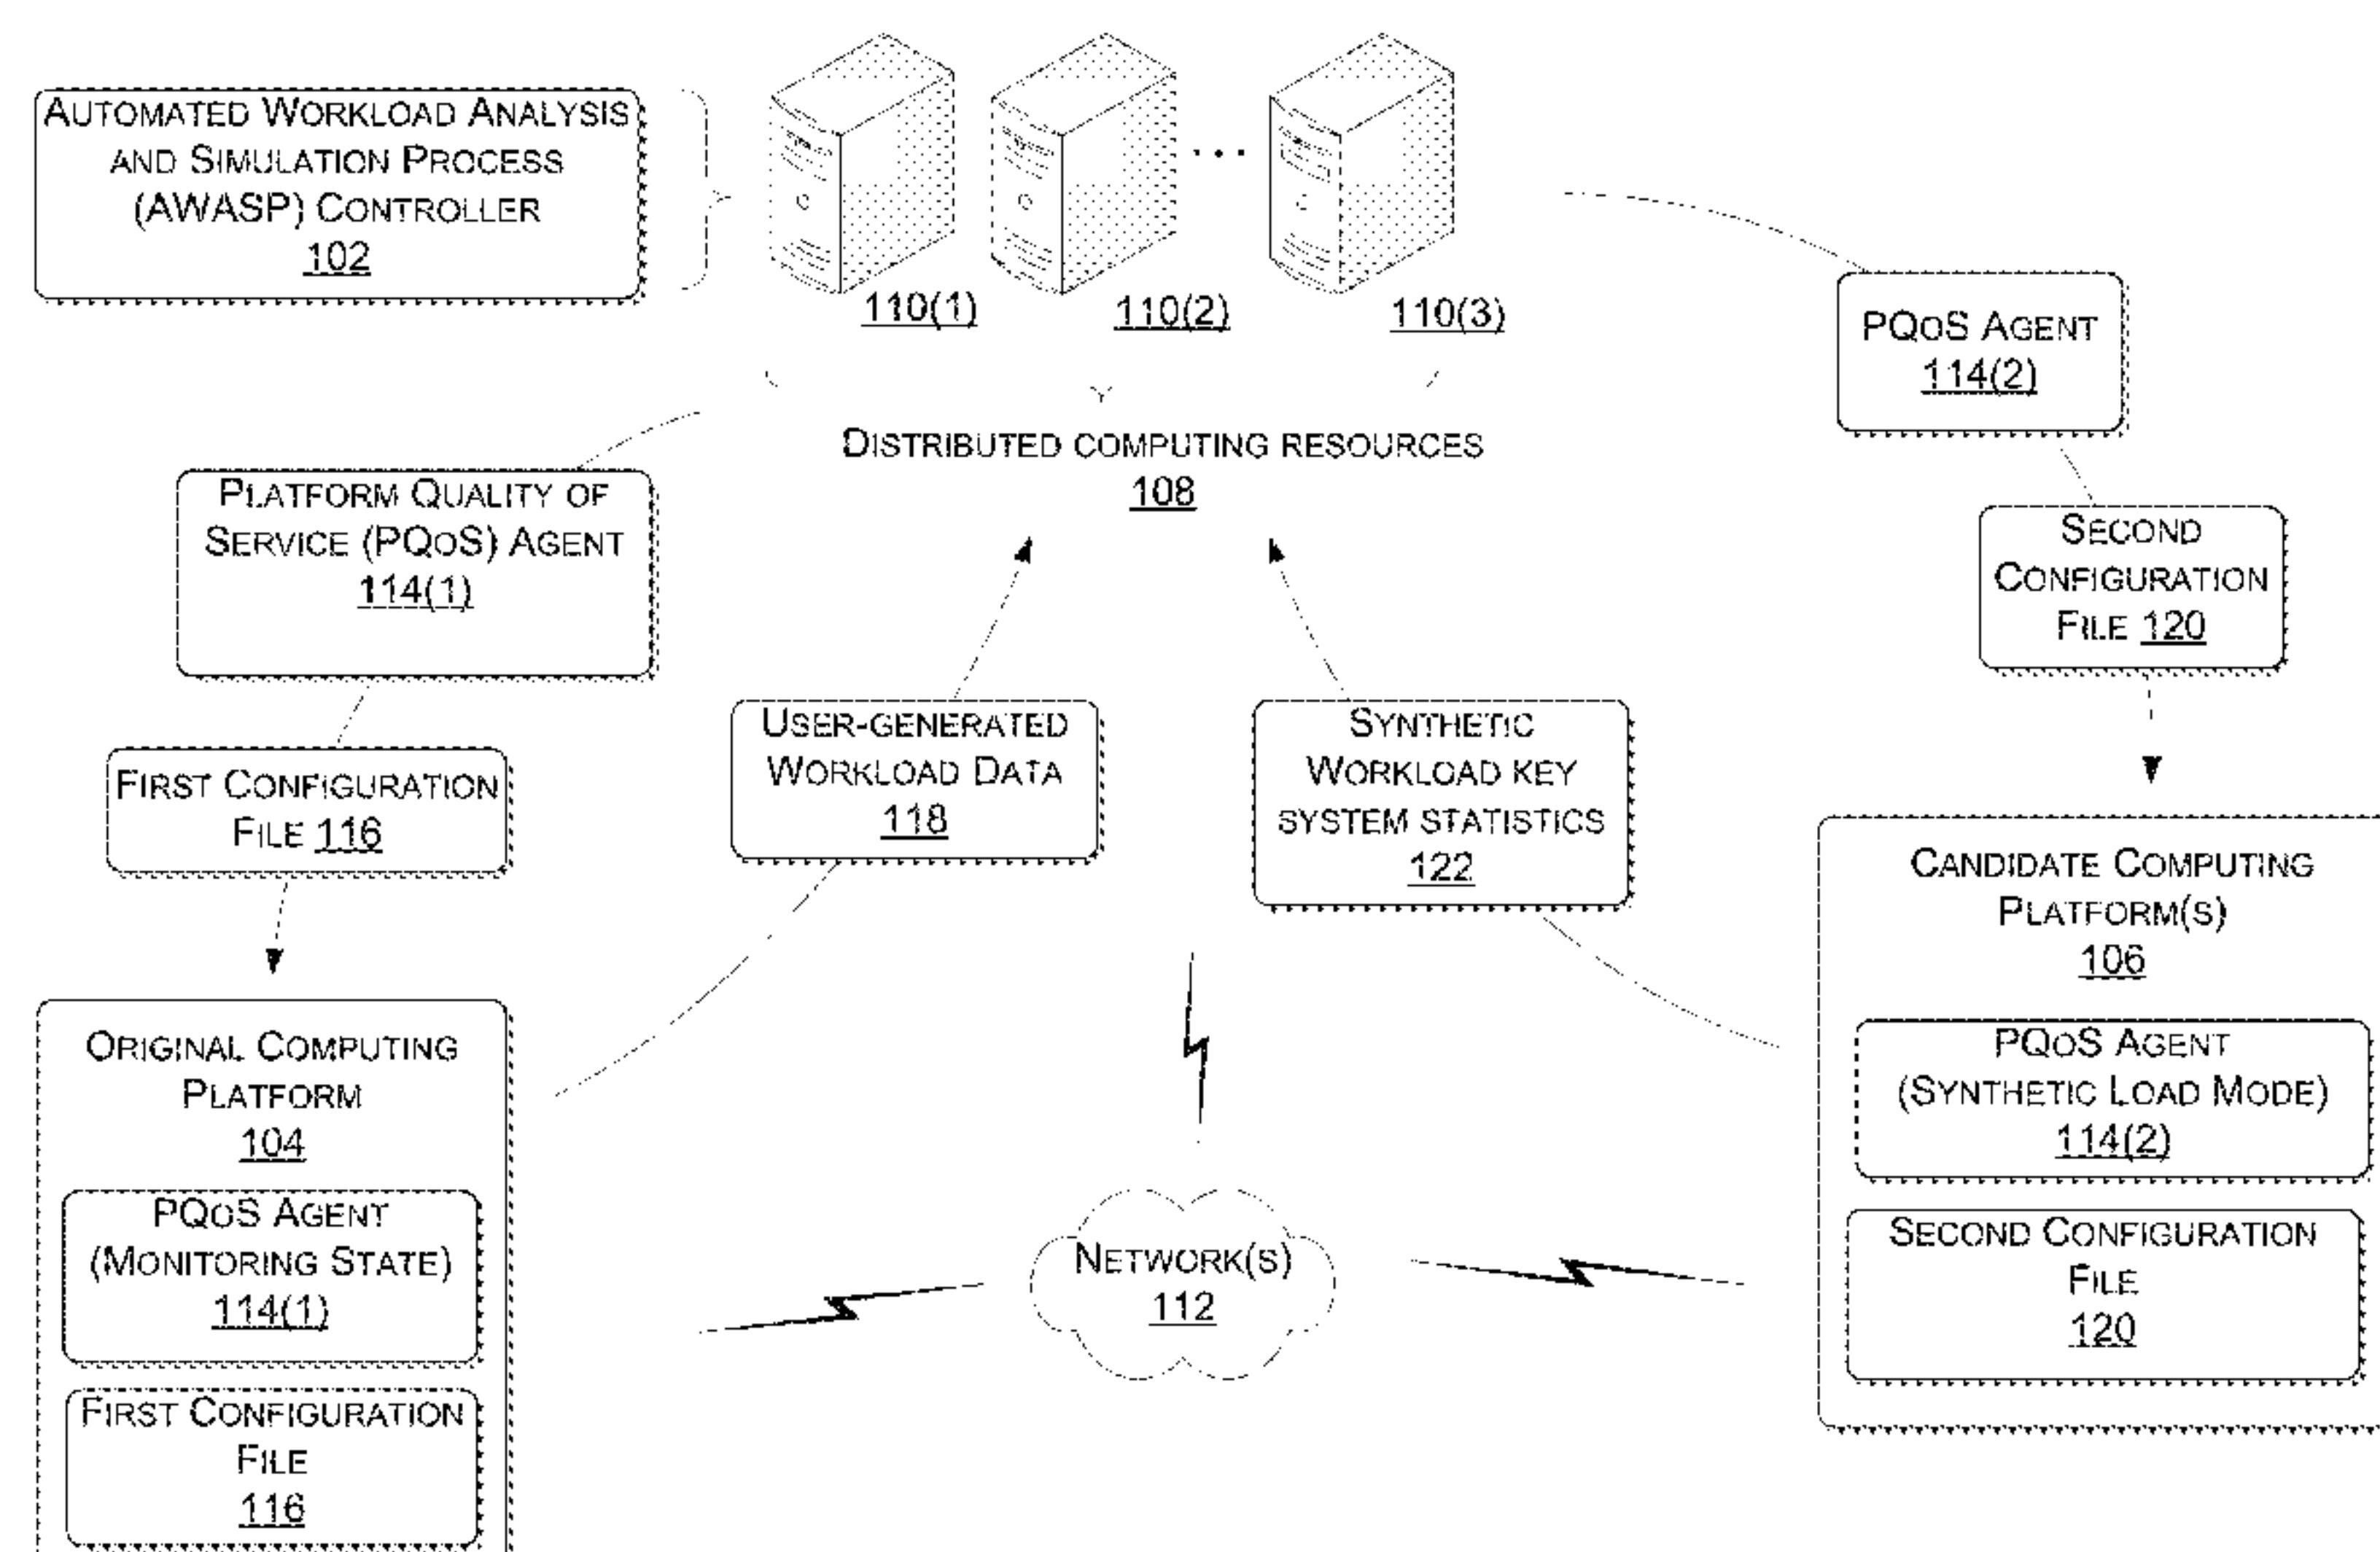 AUTOMATED WORKLOAD ANALYSIS
AND SIMULATION PROCESS
(AWASP) CONTROLLER
102
110(1)
110(2)
...
110(3)
DISTRIBUTED COMPUTING RESOURCES
108
PQOS AGENT
114(2)
PLATFORM QUALITY OF
SERVICE (PQOS) AGENT
114(1)
SECOND
CONFIGURATION
FILE 120
FIRST CONFIGURATION
FILE 116
USER-GENERATED
WORKLOAD DATA
118
SYNTHETIC
WORKLOAD KEY
SYSTEM STATISTICS
122
CANDIDATE COMPUTING
PLATFORM(S)
106
PQOS AGENT
(SYNTHETIC LOAD MODE)
114(2)
SECOND CONFIGURATION
FILE
120
ORIGINAL COMPUTING
PLATFORM
104
PQOS AGENT
(MONITORING STATE)
114(1)
FIRST CONFIGURATION
FILE
116
NETWORK(S)
112